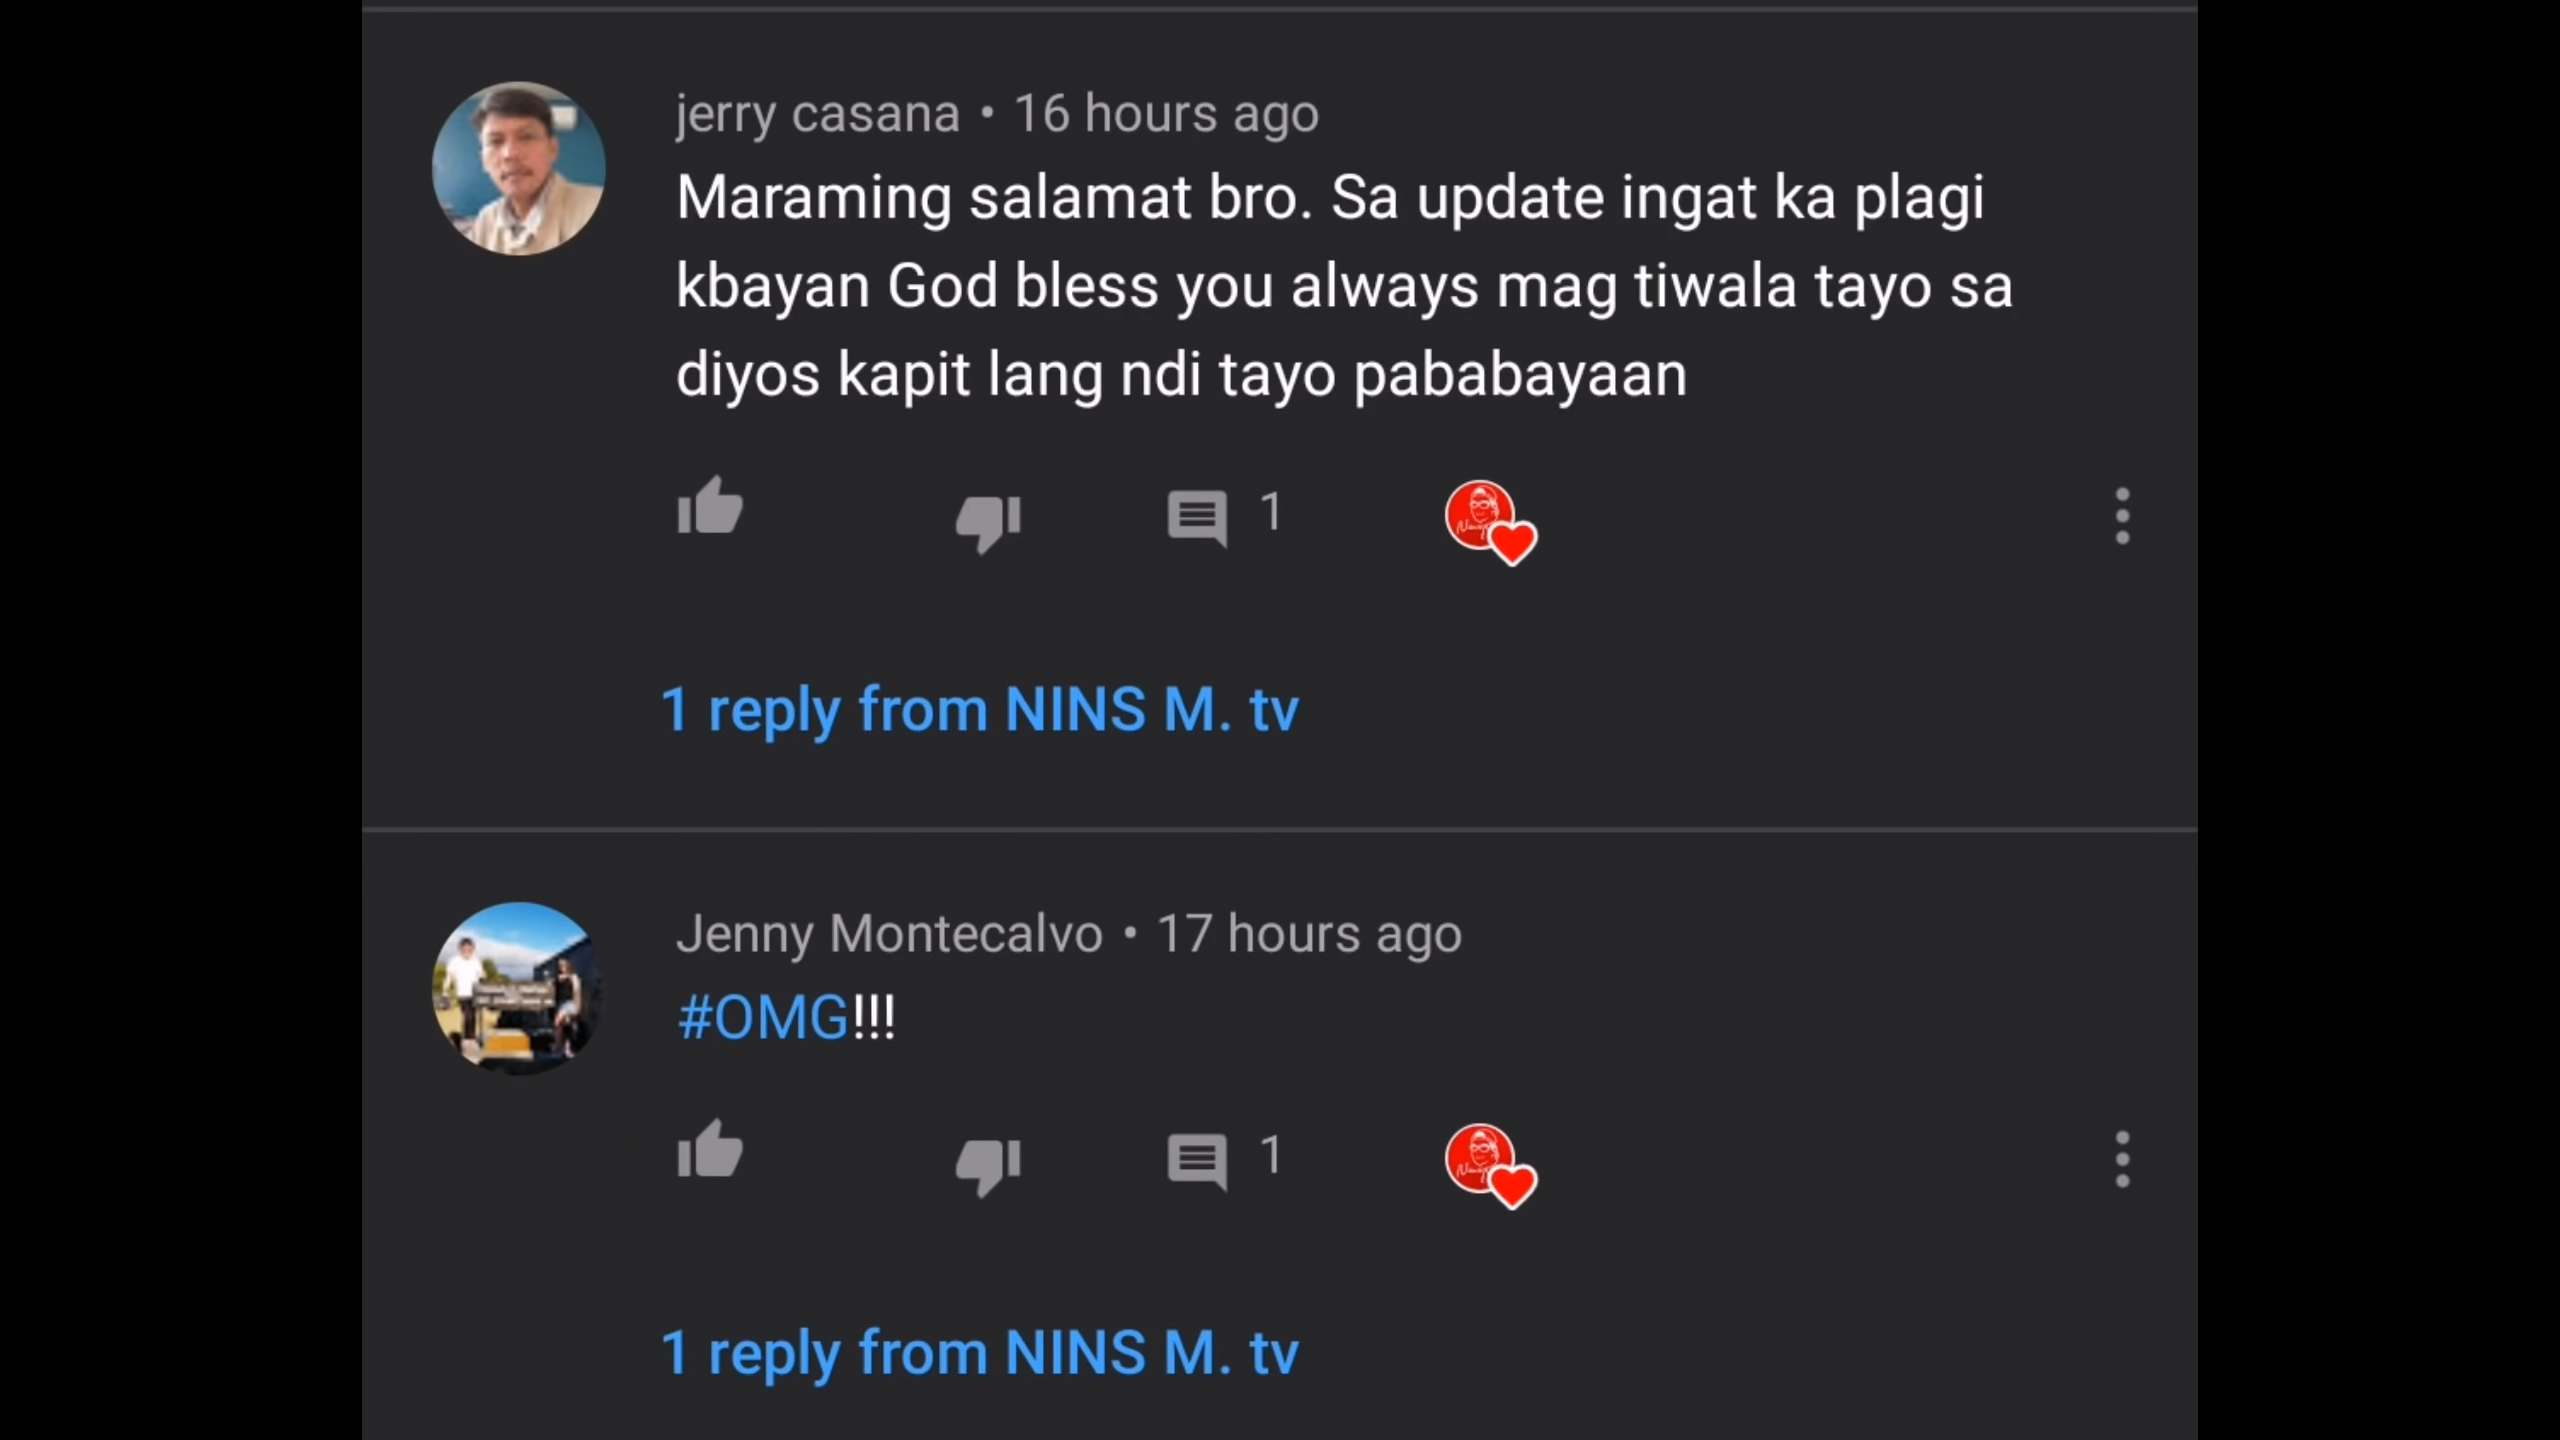 jerry casana • 16 hours ago
Maraming salamat bro. Sa update ingat ka plagi
kbayan God bless you always mag tiwala tayo sa
diyos kapit lang ndi tayo pababayaan
1
1 reply from NINS M. tv
Jenny Montecalvo • 17 hours ago
#OMG!!!
1
1 reply from NINS M. tv